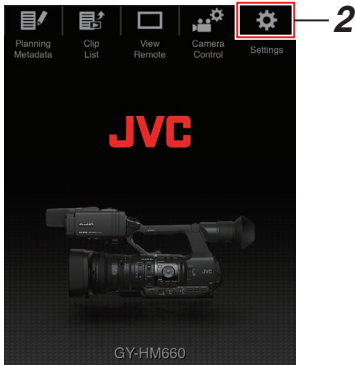 2
Planning
Metadata
Clip
List
View
Remote
Camera
Control
Settings
JVC
JVC
GY-HM660